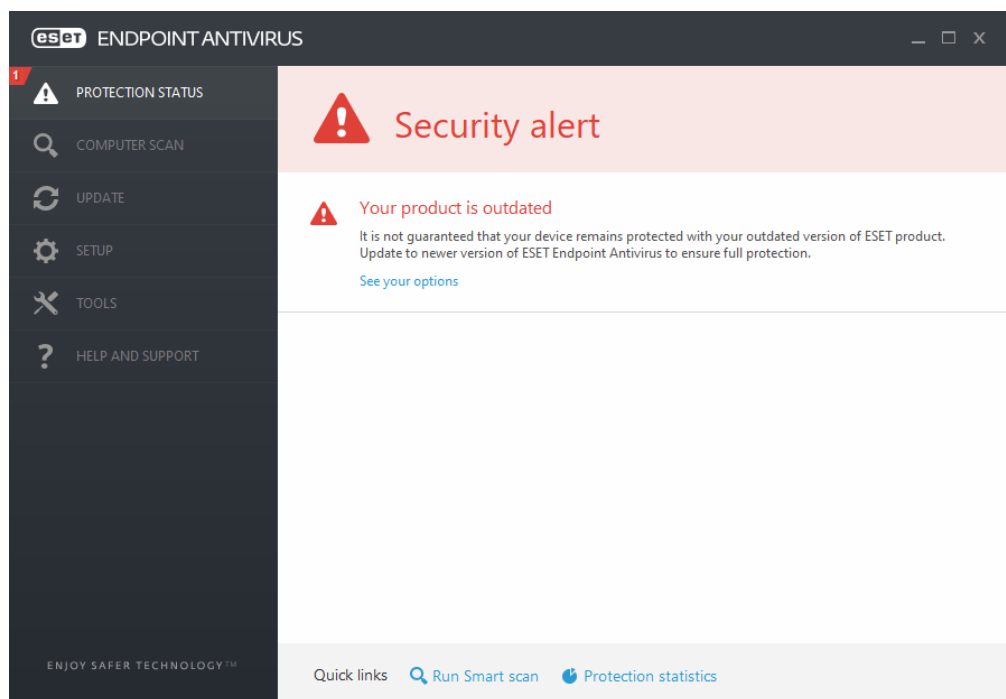 eset ENDPOINT ANTIVIRUS
1
PROTECTION STATUS
COMPUTER SCAN
UPDATE
SETUP
TOOLS
HELP AND SUPPORT
ENJOY SAFER TECHNOLOGY™
Security alert
Your product is outdated
It is not guaranteed that your device remains protected with your outdated version of ESET product.
Update to newer version of ESET Endpoint Antivirus to ensure full protection.
See your options
Quick links Run Smart scan Protection statistics